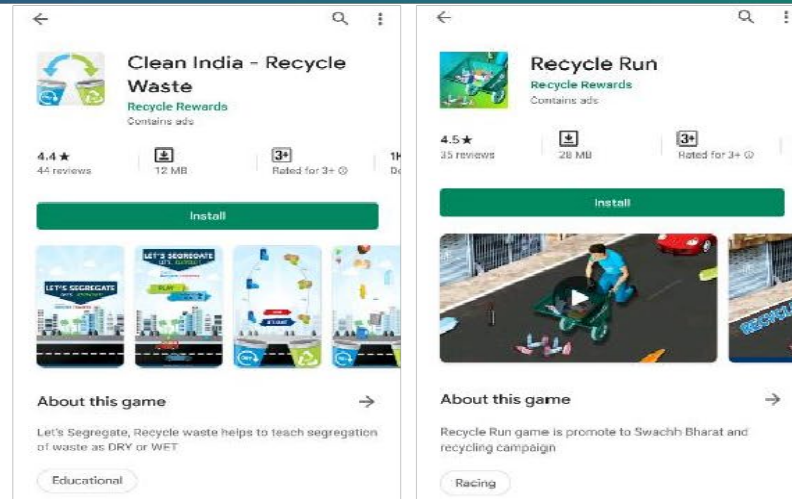 Clean India - Recycle
Waste
Recycle Rewards
Contains ads
4.4★
44 reviews
12 MB
3+
Rated for 3+
Install
LET'S SEGREGATE
LET'S SEGREGATE
PLAY
About this game
Let's Segregate, Recycle waste helps to teach segregation
of waste as DRY or WET
Educational
Recycle Run
Recycle Rewards
Contains ads
4.5★
35 reviews
28 MB
3+
Rated for 3+
Install
About this game
Recycle Run game is promote to Swachh Bharat and
recycling campaign
Racing